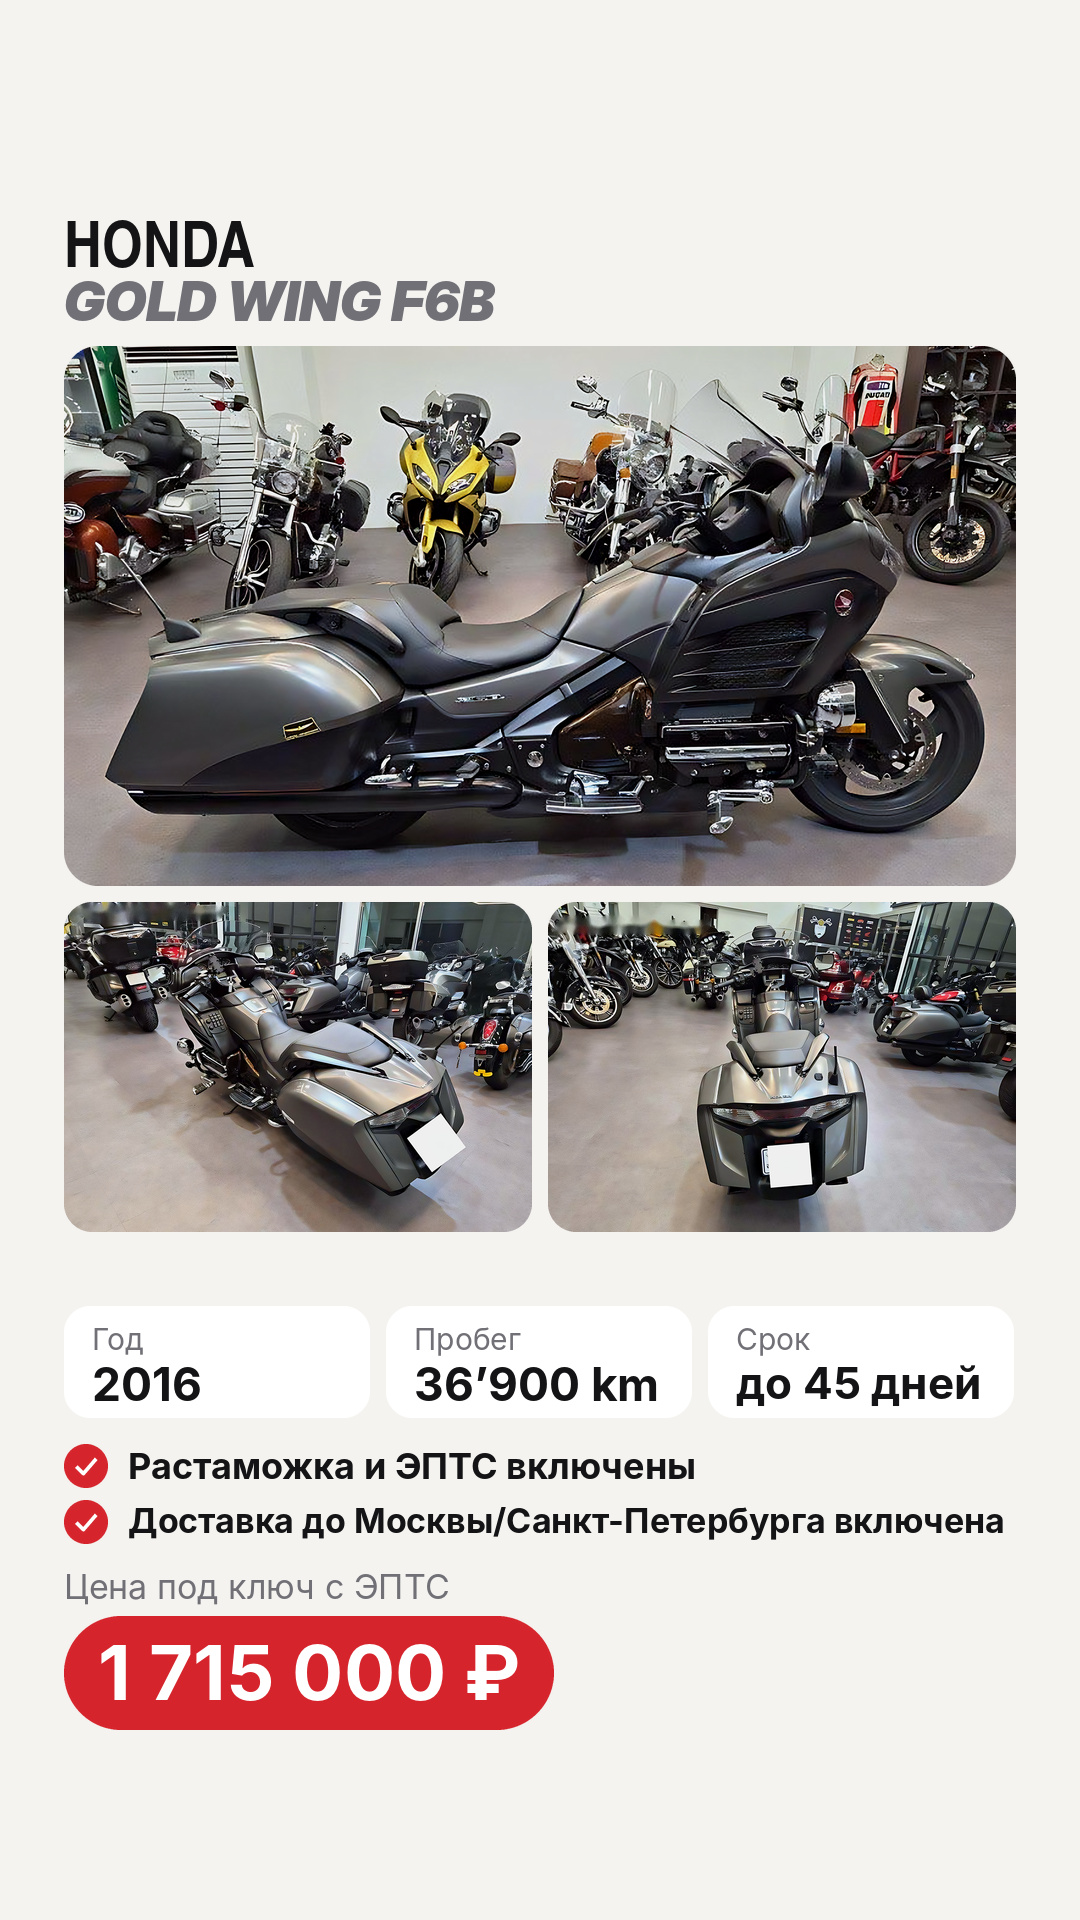 HONDA
GOLD WING F6B
DUCATI
Год
2016
Пробег
36’900 km
Срок
до 45 дней
Растаможка и ЭПТС включены
Доставка до Москвы/Санкт-Петербурга включена
Цена под ключ с ЭПТС
1 715 000 ₽